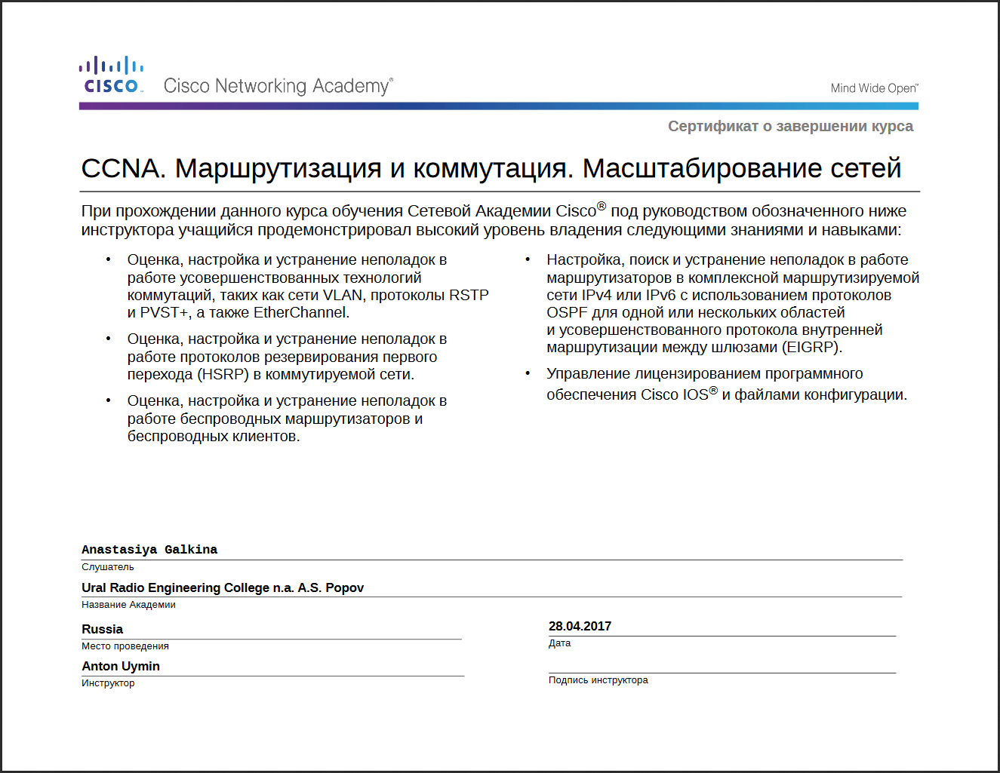 CISCO™ Cisco Networking Academy® Mind Wide Open™
Сертификат о завершении курса
CCNA. Маршрутизация и коммутация. Масштабирование сетей
При прохождении данного курса обучения Сетевой Академии Cisco® под руководством обозначенного ниже
инструктора учащийся продемонстрировал высокий уровень владения следующими знаниями и навыками:
• Оценка, настройка и устранение неполадок в
работе усовершенствованных технологий
коммутаций, таких как сети VLAN, протоколы RSTP
и PVST+, а также EtherChannel.
• Оценка, настройка и устранение неполадок в
работе протоколов резервирования первого
перехода (HSRP) в коммутируемой сети.
• Оценка, настройка и устранение неполадок в
работе беспроводных маршрутизаторов и
беспроводных клиентов.
• Настройка, поиск и устранение неполадок в работе
маршрутизаторов в комплексной маршрутизируемой
сети IPv4 или IPv6 с использованием протоколов
OSPF для одной или нескольких областей
и усовершенствованного протокола внутренней
маршрутизации между шлюзами (EIGRP).
• Управление лицензированием программного
обеспечения Cisco IOS® и файлами конфигурации.
Anastasiya Galkina
Слушатель
Ural Radio Engineering College n.a. A.S. Popov
Название Академии
Russia
Место проведения
28.04.2017
Дата
Anton Uymin
Инструктор
Подпись инструктора